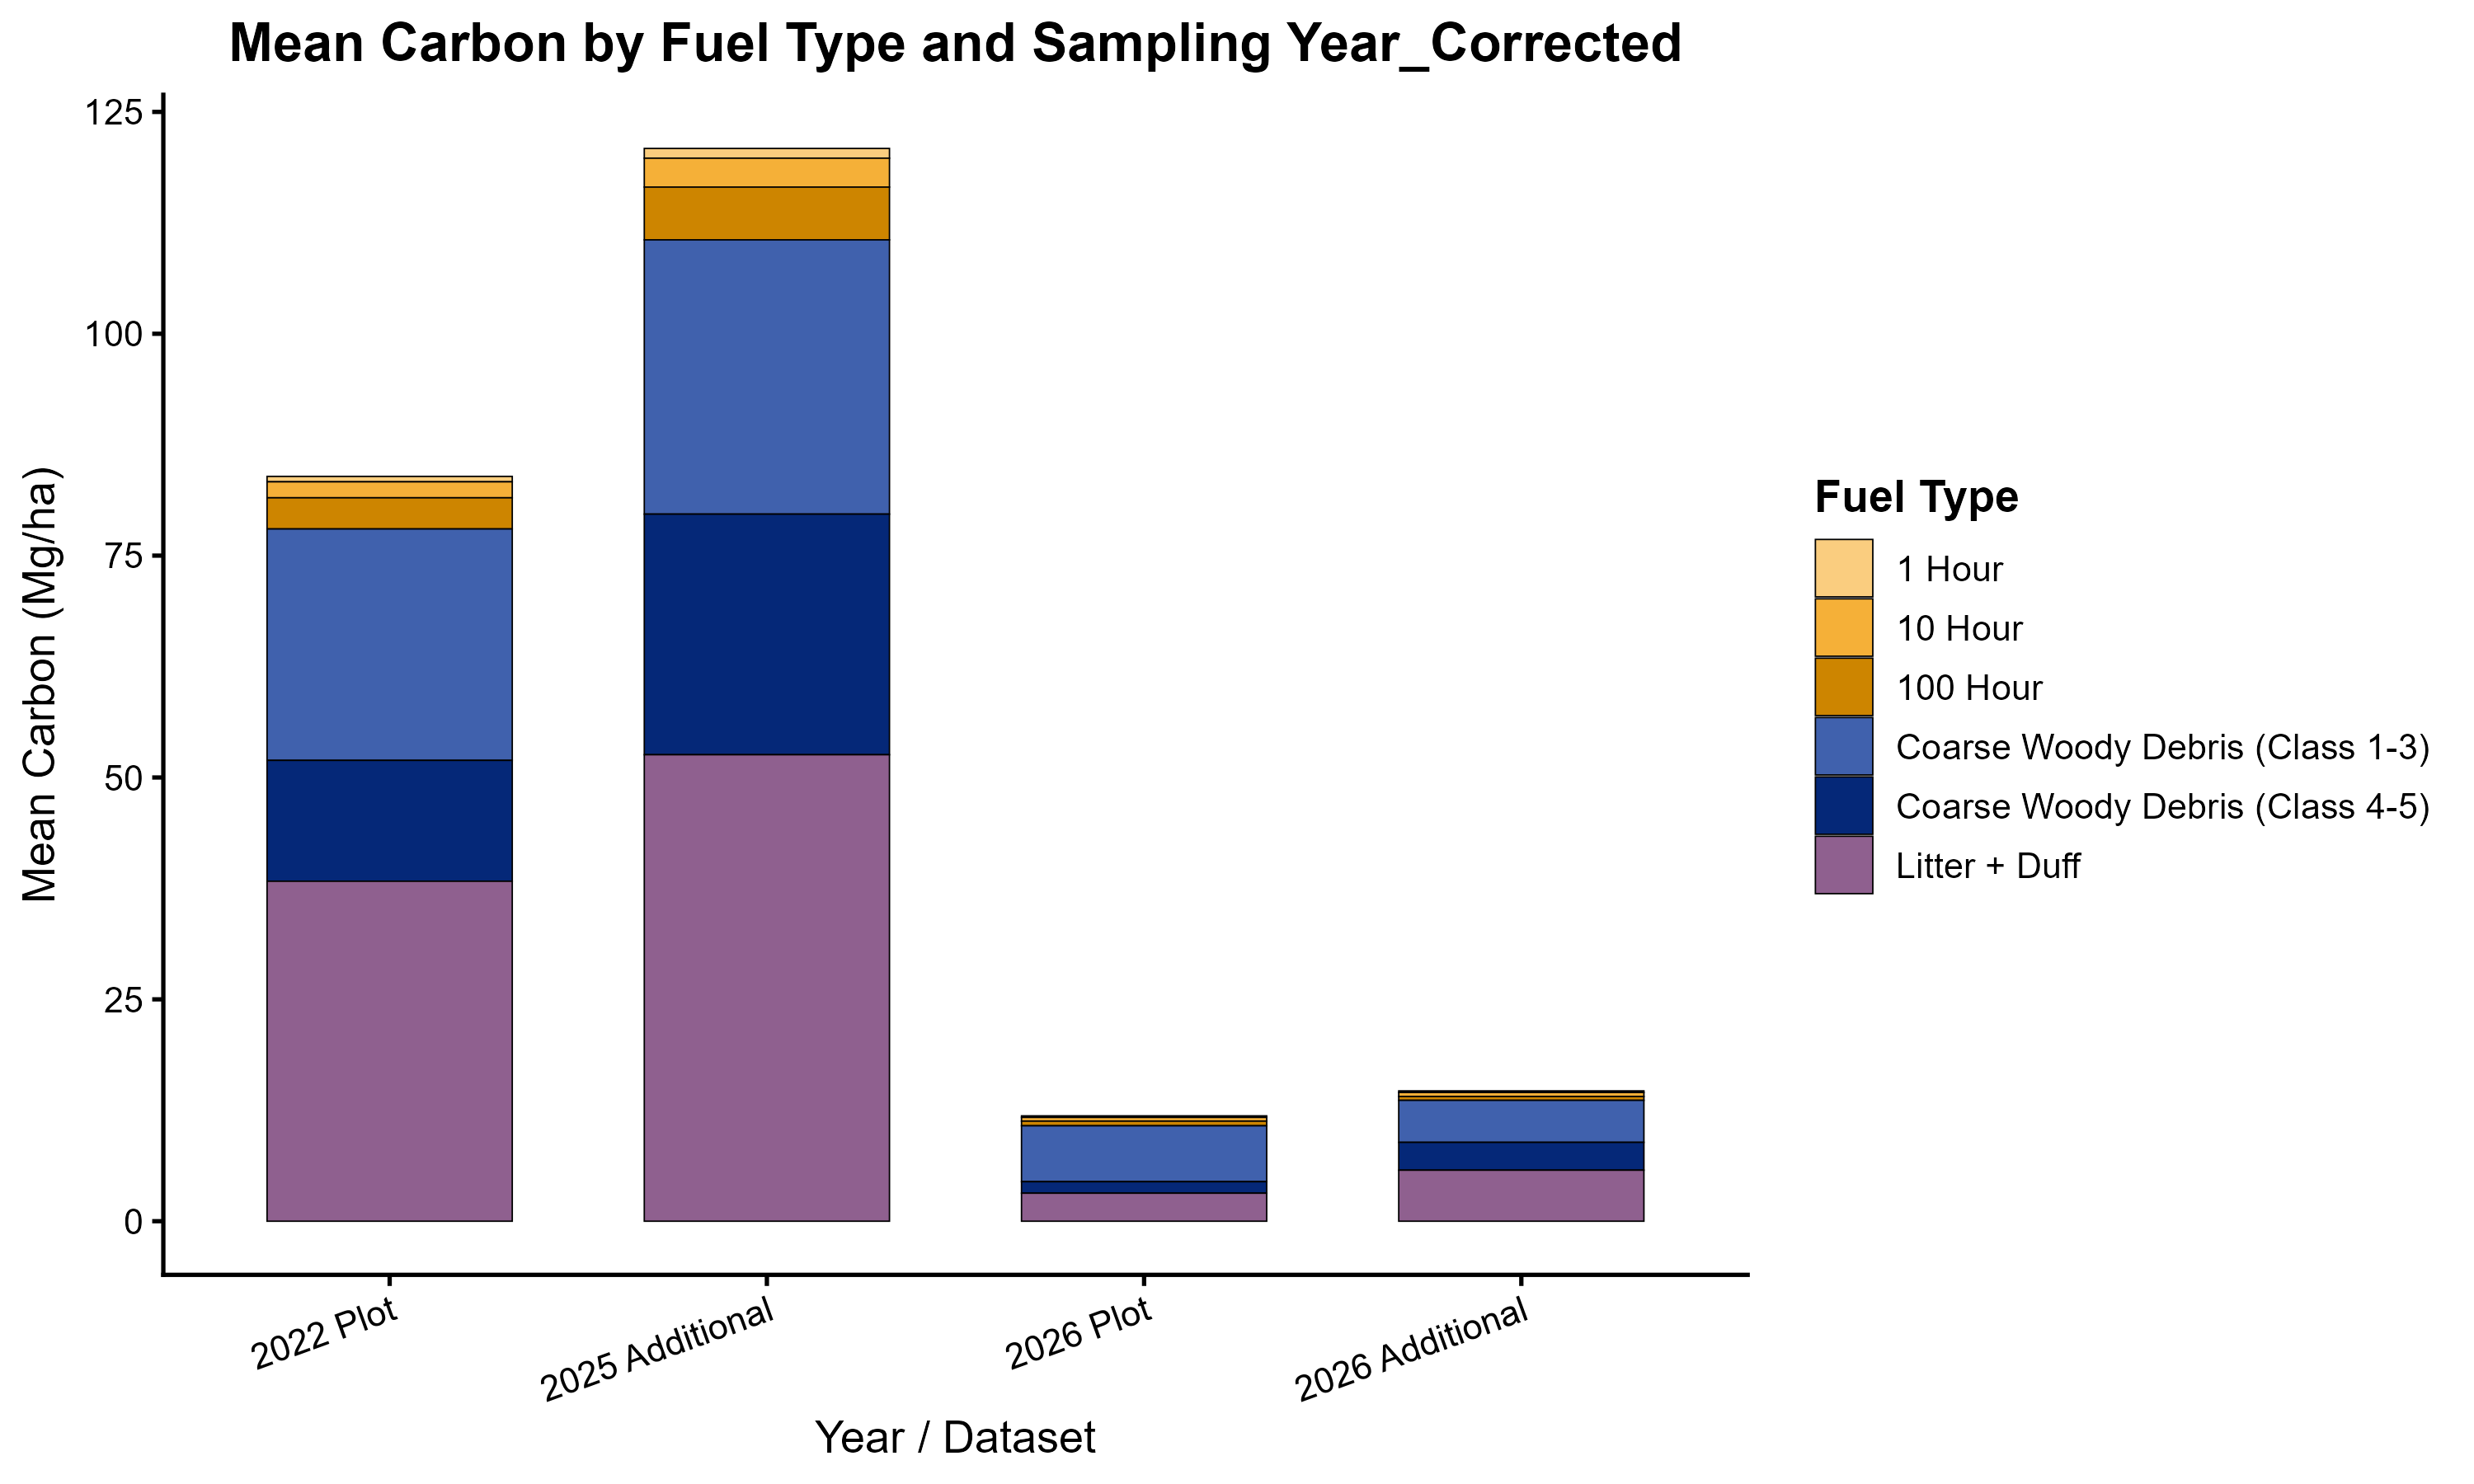 Mean Carbon by Fuel Type and Sampling Year_Corrected
Mean Carbon (Mg/ha)
125
100
75
50
25
0
2022 Plot
2025 Additional
2026 Plot
2026 Additional
Year / Dataset
Fuel Type
1 Hour
10 Hour
100 Hour
Coarse Woody Debris (Class 1-3)
Coarse Woody Debris (Class 4-5)
Litter + Duff